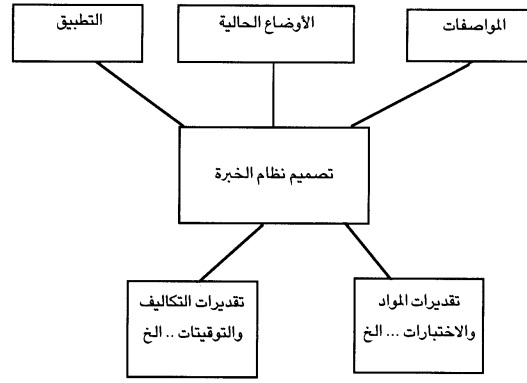 المواصفات
الأوضاع الحالية
التطبيق
تصميم نظام الخبرة
تقديرات المواد
والاختبارات ... الخ
تقديرات التكاليف
والتوقيتات .. الخ